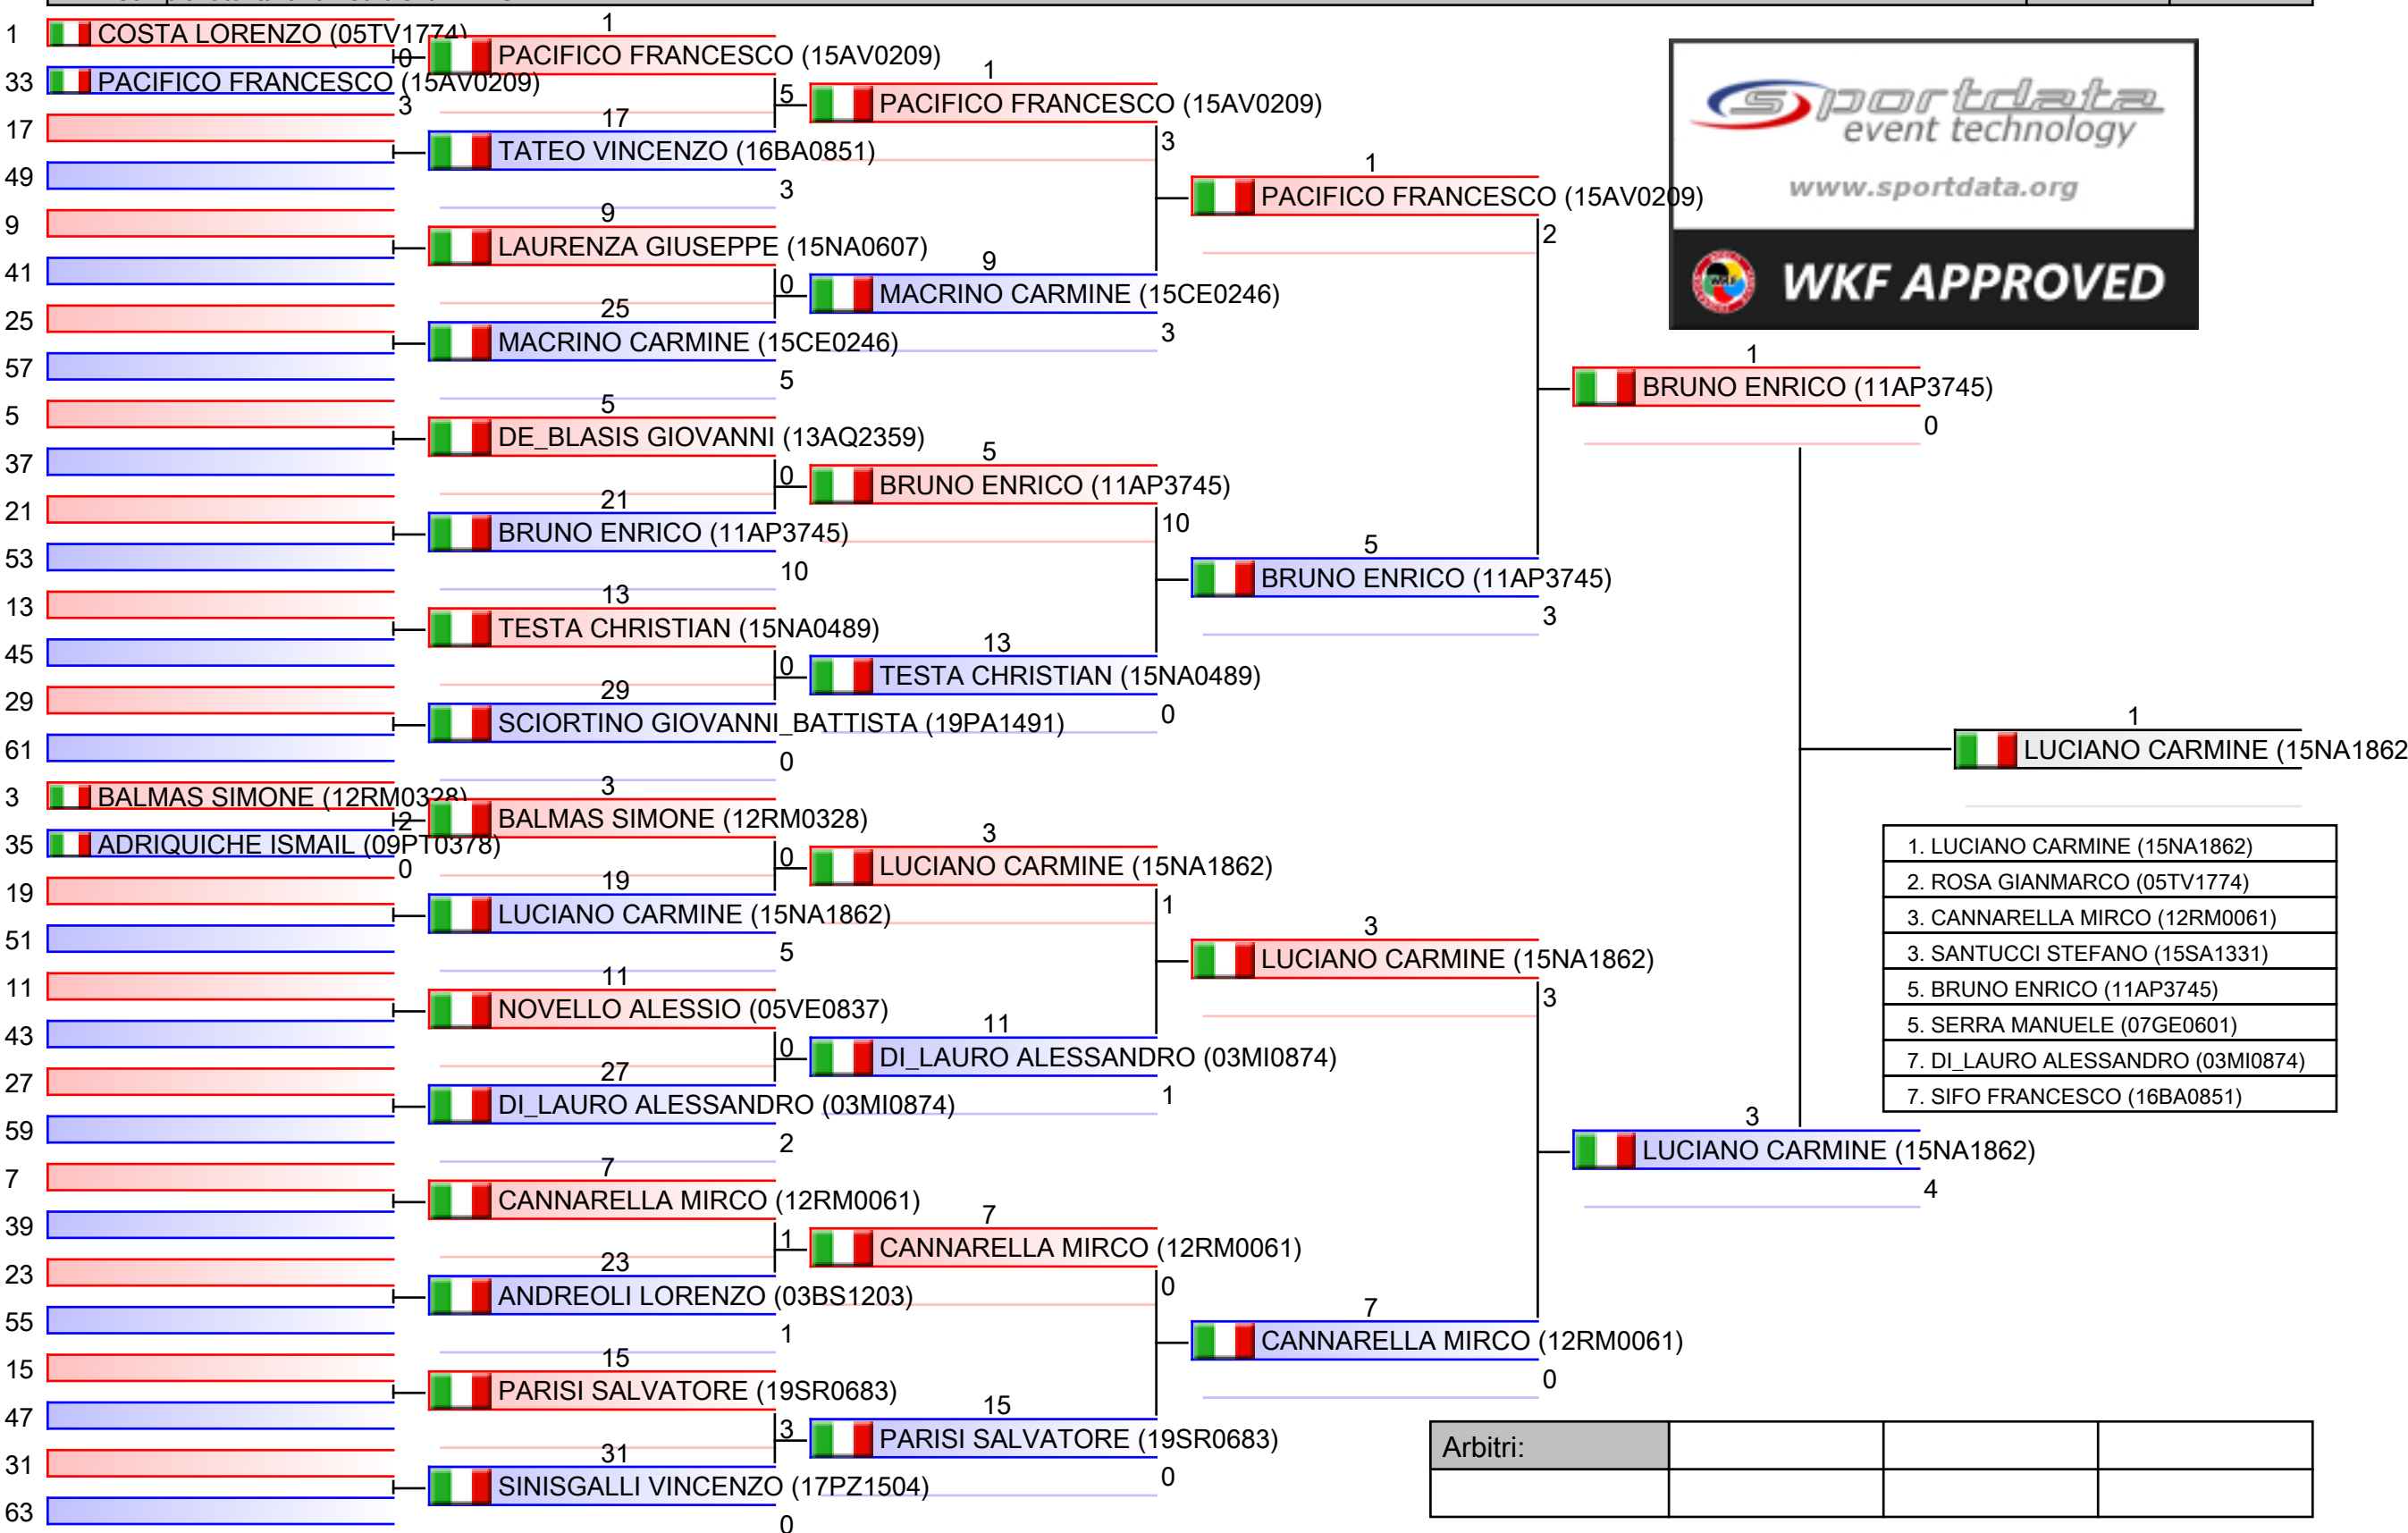 1 COSTA LORENZO (05TV1774)
0
33 PACIFICO FRANCESCO (15AV0209)
3
17
49
9
41
25
57
5
37
21
53
13
45
29
61
3 BALMAS SIMONE (12RM0328)
2
35 ADRIQUICHE ISMAIL (09PT0378)
0
19
51
11
43
27
59
7
39
23
55
15
47
31
63
1
PACIFICO FRANCESCO (15AV0209)
5
17
TATEO VINCENZO (16BA0851)
3
9
LAURENZA GIUSEPPE (15NA0607)
0
25
MACRINO CARMINE (15CE0246)
5
5
DE_BLASIS GIOVANNI (13AQ2359)
0
21
BRUNO ENRICO (11AP3745)
10
13
TESTA CHRISTIAN (15NA0489)
0
29
SCIORTINO GIOVANNI_BATTISTA (19PA1491)
0
3
BALMAS SIMONE (12RM0328)
0
19
LUCIANO CARMINE (15NA1862)
5
11
NOVELLO ALESSIO (05VE0837)
0
27
DI_LAURO ALESSANDRO (03MI0874)
2
7
CANNARELLA MIRCO (12RM0061)
1
23
ANDREOLI LORENZO (03BS1203)
1
15
PARISI SALVATORE (19SR0683)
3
31
SINISGALLI VINCENZO (17PZ1504)
0
1
PACIFICO FRANCESCO (15AV0209)
3
9
MACRINO CARMINE (15CE0246)
3
5
BRUNO ENRICO (11AP3745)
10
13
TESTA CHRISTIAN (15NA0489)
0
3
LUCIANO CARMINE (15NA1862)
1
11
DI_LAURO ALESSANDRO (03MI0874)
1
7
CANNARELLA MIRCO (12RM0061)
0
15
PARISI SALVATORE (19SR0683)
0
1
PACIFICO FRANCESCO (15AV0209)
2
5
BRUNO ENRICO (11AP3745)
3
3
LUCIANO CARMINE (15NA1862)
3
7
CANNARELLA MIRCO (12RM0061)
0
sportdata
event technology
www.sportdata.org
WKF APPROVED
1
BRUNO ENRICO (11AP3745)
0
3
LUCIANO CARMINE (15NA1862)
4
1
LUCIANO CARMINE (15NA1862
1. LUCIANO CARMINE (15NA1862)
2. ROSA GIANMARCO (05TV1774)
3. CANNARELLA MIRCO (12RM0061)
3. SANTUCCI STEFANO (15SA1331)
5. BRUNO ENRICO (11AP3745)
5. SERRA MANUELE (07GE0601)
7. DI_LAURO ALESSANDRO (03MI0874)
7. SIFO FRANCESCO (16BA0851)
Arbitri: